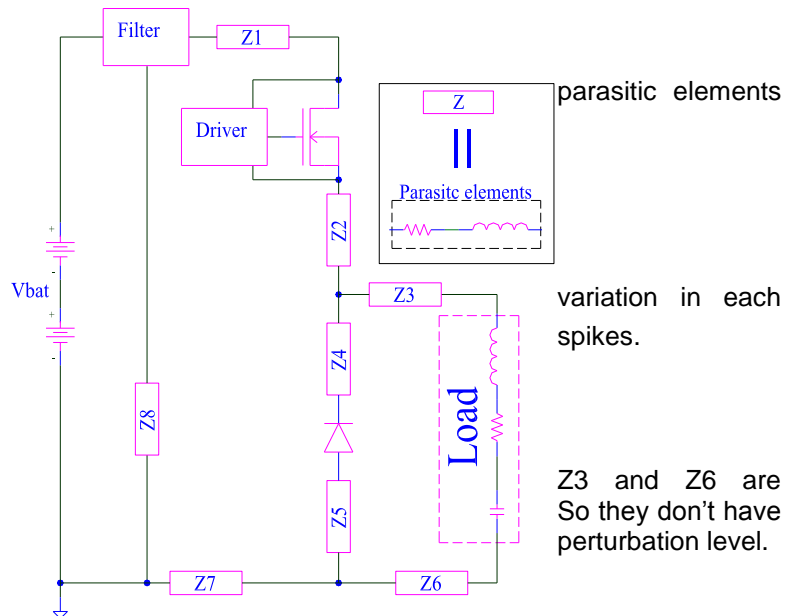 Filter
Z1
parasitic elements
Z
Driver
Parasitc elements
Z2
+
-
Vbat
+
-
Z3
variation in each
spikes.
Z4
Load
Z8
Z5
Z3 and Z6 are
So they don’t have
perturbation level.
Z7
Z6